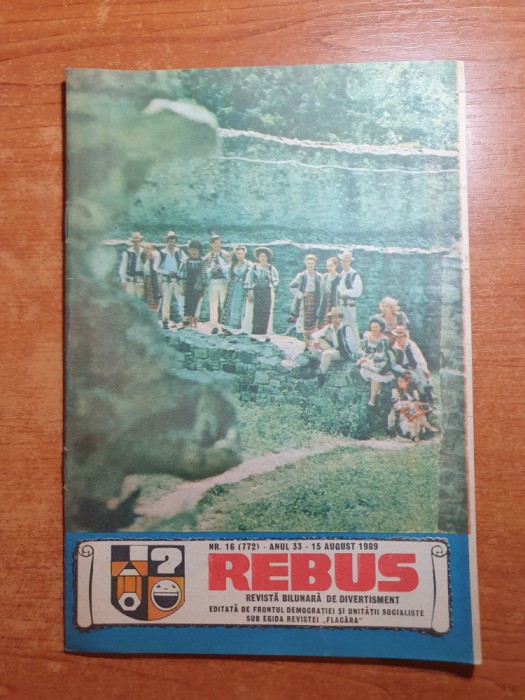 NR. 16 (772) - ANUL 33 - 15 AUGUST 1989
REBUS
REVISTĂ BILUNARĂ DE DIVERTISMENT
EDITATĂ DE FRONTUL DEMOCRAȚIEI ȘI UNITĂȚII SOCIALISTE
SUB EGIDA REVISTEI „FLACĂRA"